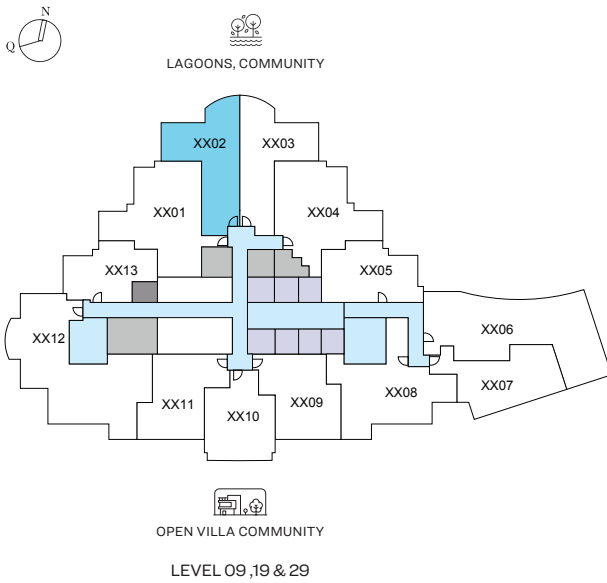 N
Q
LAGOONS, COMMUNITY
XX02
XX03
XX01
XX04
XX13
XX05
XX12
XX06
XX07
XX08
XX11
XX10
XX09
OPEN VILLA COMMUNITY
LEVEL 09 ,19 & 29